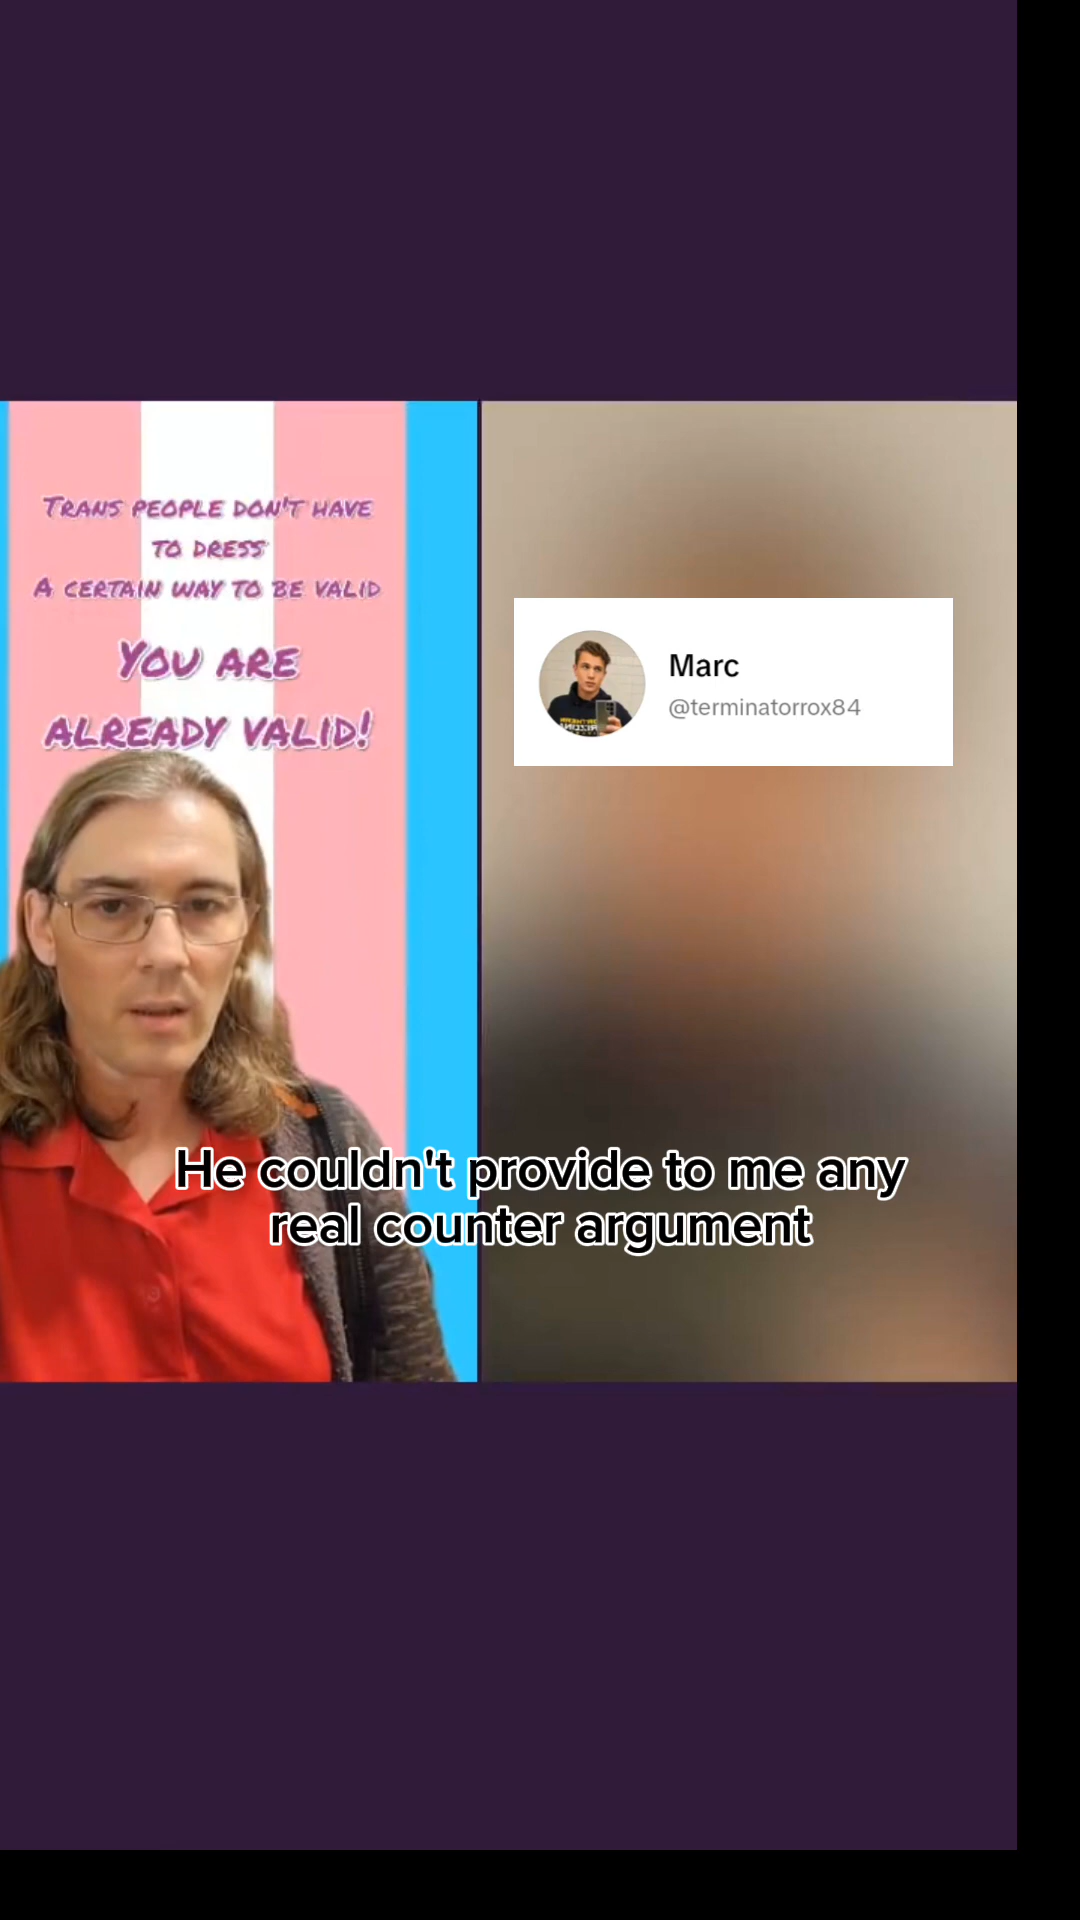 TRANS PEOPLE DON'T HAVE
TO DRESS
A CERTAIN WAY TO BE VALID
YOU ARE
ALREADY VALID!
Marc
@terminatorrox84
He couldn't provide to me any
real counter argument